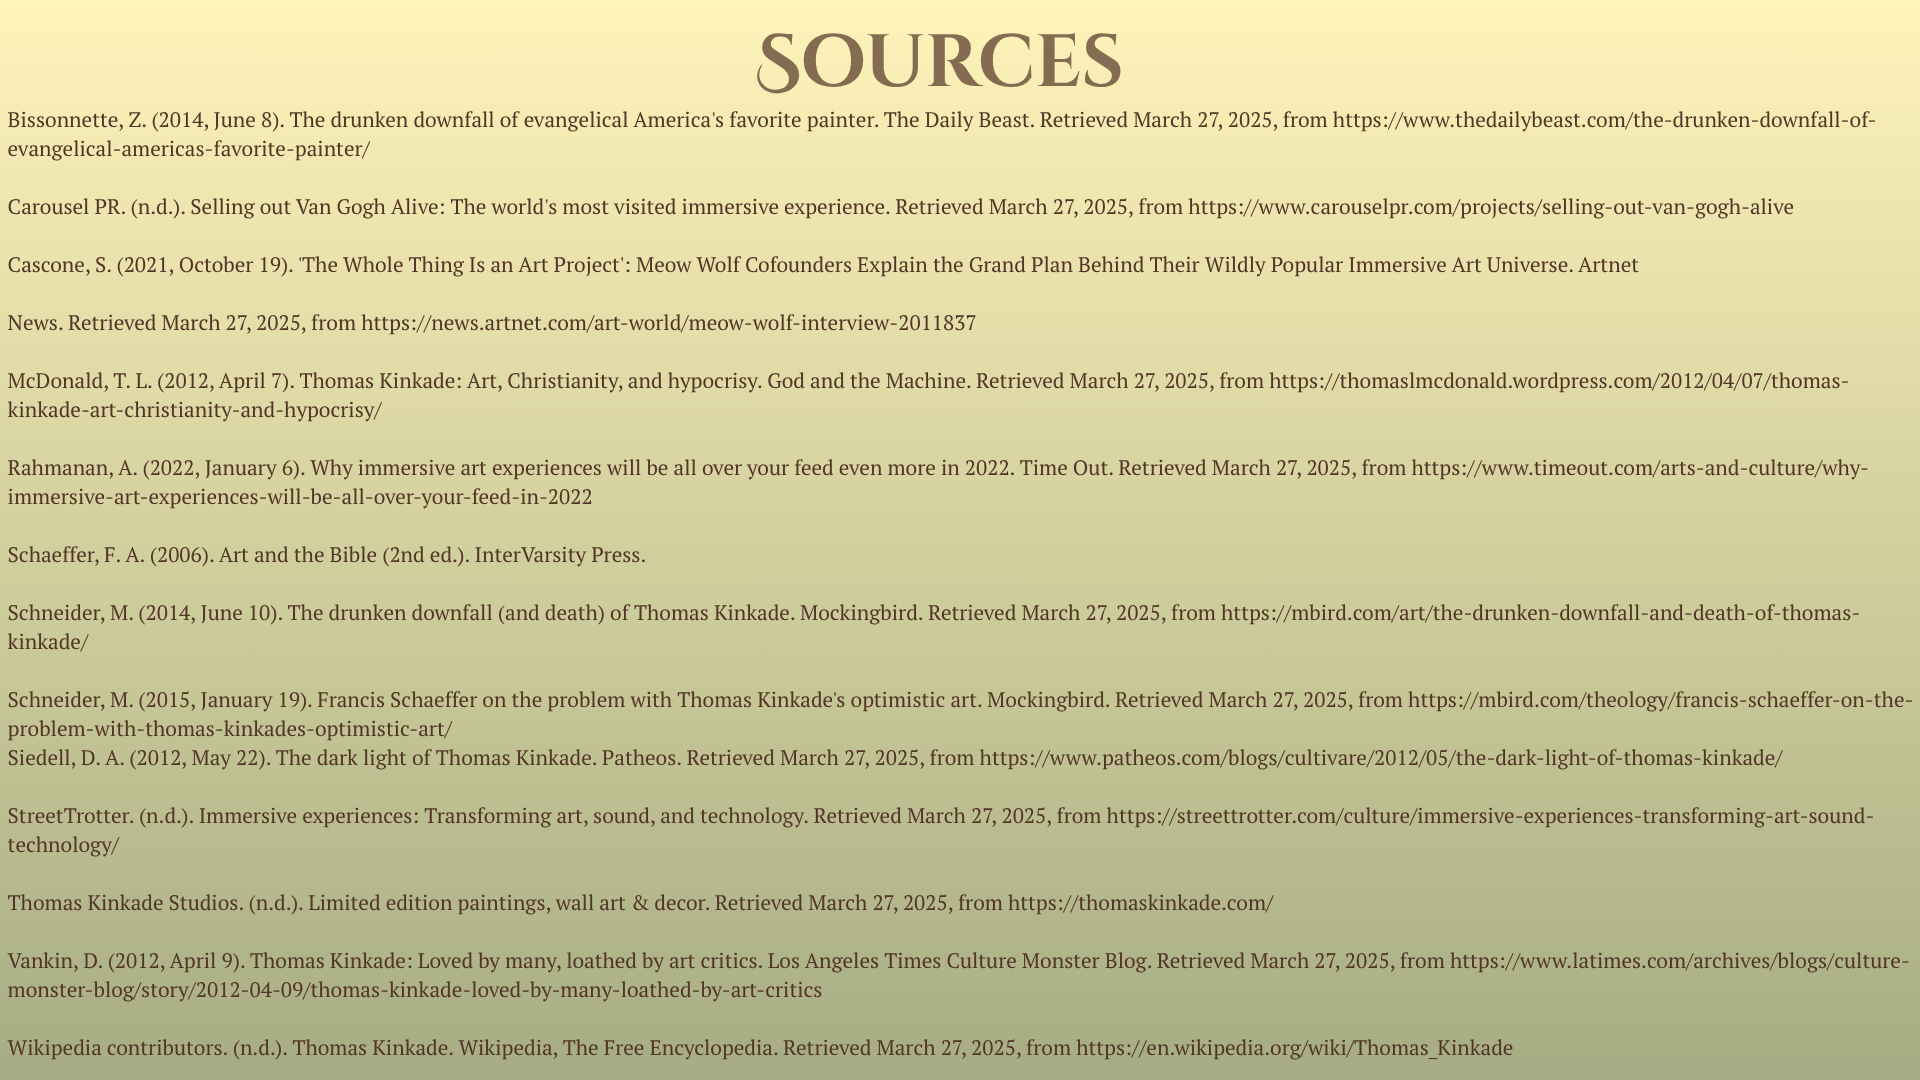 Sources
Bissonnette, Z. (2014, June 8). The drunken downfall of evangelical America's favorite painter. The Daily Beast. Retrieved March 27, 2025, from https://www.thedailybeast.com/the-drunken-downfall-of-
evangelical-americas-favorite-painter/
Carousel PR. (n.d.). Selling out Van Gogh Alive: The world's most visited immersive experience. Retrieved March 27, 2025, from https://www.carouselpr.com/projects/selling-out-van-gogh-alive
Cascone, S. (2021, October 19). 'The Whole Thing Is an Art Project': Meow Wolf Cofounders Explain the Grand Plan Behind Their Wildly Popular Immersive Art Universe. Artnet
News. Retrieved March 27, 2025, from https://news.artnet.com/art-world/meow-wolf-interview-2011837
McDonald, T. L. (2012, April 7). Thomas Kinkade: Art, Christianity, and hypocrisy. God and the Machine. Retrieved March 27, 2025, from https://thomaslmcdonald.wordpress.com/2012/04/07/thomas-
kinkade-art-christianity-and-hypocrisy/
Rahmanan, A. (2022, January 6). Why immersive art experiences will be all over your feed even more in 2022. Time Out. Retrieved March 27, 2025, from https://www.timeout.com/arts-and-culture/why-
immersive-art-experiences-will-be-all-over-your-feed-in-2022
Schaeffer, F. A. (2006). Art and the Bible (2nd ed.). InterVarsity Press.
Schneider, M. (2014, June 10). The drunken downfall (and death) of Thomas Kinkade. Mockingbird. Retrieved March 27, 2025, from https://mbird.com/art/the-drunken-downfall-and-death-of-thomas-
kinkade/
Schneider, M. (2015, January 19). Francis Schaeffer on the problem with Thomas Kinkade's optimistic art. Mockingbird. Retrieved March 27, 2025, from https://mbird.com/theology/francis-schaeffer-on-the-
problem-with-thomas-kinkades-optimistic-art/
Siedell, D. A. (2012, May 22). The dark light of Thomas Kinkade. Patheos. Retrieved March 27, 2025, from https://www.patheos.com/blogs/cultivare/2012/05/the-dark-light-of-thomas-kinkade/
StreetTrotter. (n.d.). Immersive experiences: Transforming art, sound, and technology. Retrieved March 27, 2025, from https://streettrotter.com/culture/immersive-experiences-transforming-art-sound-
technology/
Thomas Kinkade Studios. (n.d.). Limited edition paintings, wall art & decor. Retrieved March 27, 2025, from https://thomaskinkade.com/
Vankin, D. (2012, April 9). Thomas Kinkade: Loved by many, loathed by art critics. Los Angeles Times Culture Monster Blog. Retrieved March 27, 2025, from https://www.latimes.com/archives/blogs/culture-
monster-blog/story/2012-04-09/thomas-kinkade-loved-by-many-loathed-by-art-critics
Wikipedia contributors. (n.d.). Thomas Kinkade. Wikipedia, The Free Encyclopedia. Retrieved March 27, 2025, from https://en.wikipedia.org/wiki/Thomas_Kinkade